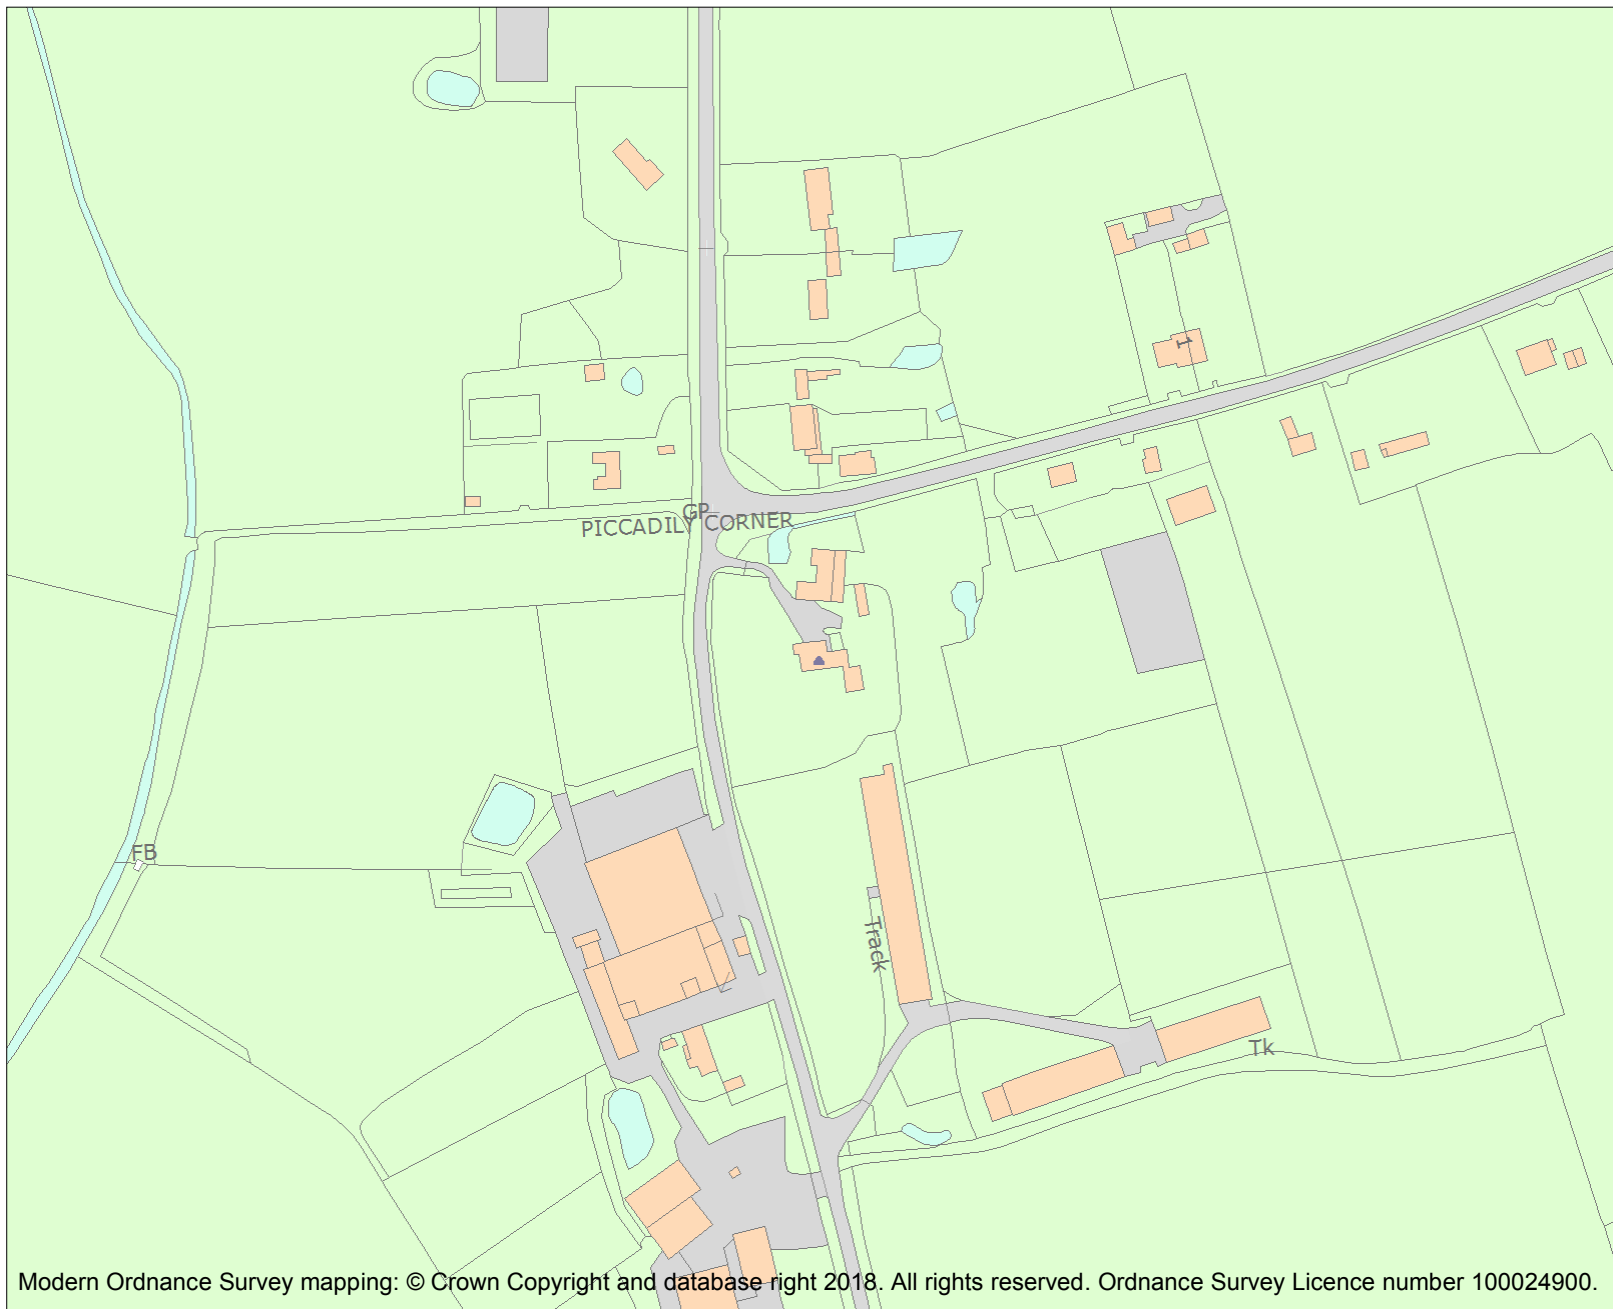 1
GP
PICCADILY CORNER
FB
Track
Tk
Modern Ordnance Survey mapping: © Crown Copyright and database right 2018. All rights reserved. Ordnance Survey Licence number 100024900.